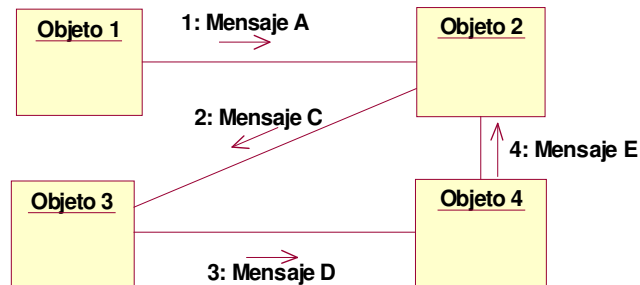 Objeto 1
1: Mensaje A
Objeto 2
2: Mensaje C
4: Mensaje E
Objeto 3
Objeto 4
3: Mensaje D